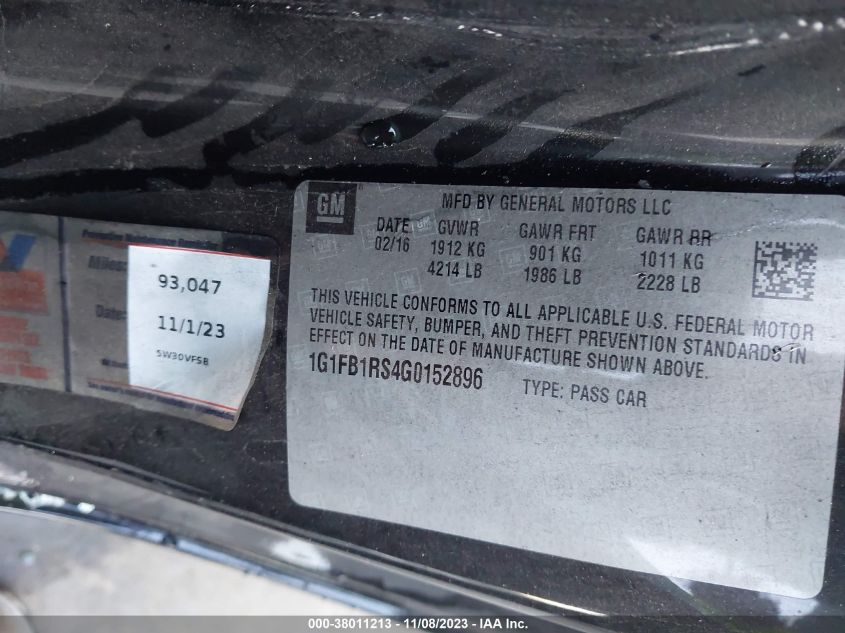 GM
MFD BY GENERAL MOTORS LLC
DATE GVWR GAWR FRT GAWR RR
02/16 1912 KG 901 KG 1011 KG
4214 LB 1986 LB 2228 LB
THIS VEHICLE CONFORMS TO ALL APPLICABLE U.S. FEDERAL MOTOR
VEHICLE SAFETY, BUMPER, AND THEFT PREVENTION STANDARDS IN
EFFECT ON THE DATE OF MANUFACTURE SHOWN ABOVE.
1G1FB1RS4G0152896 TYPE: PASS CAR
93,047
11/1/23
5W30VFSB
000-38011213 - 11/08/2023 - IAA Inc.